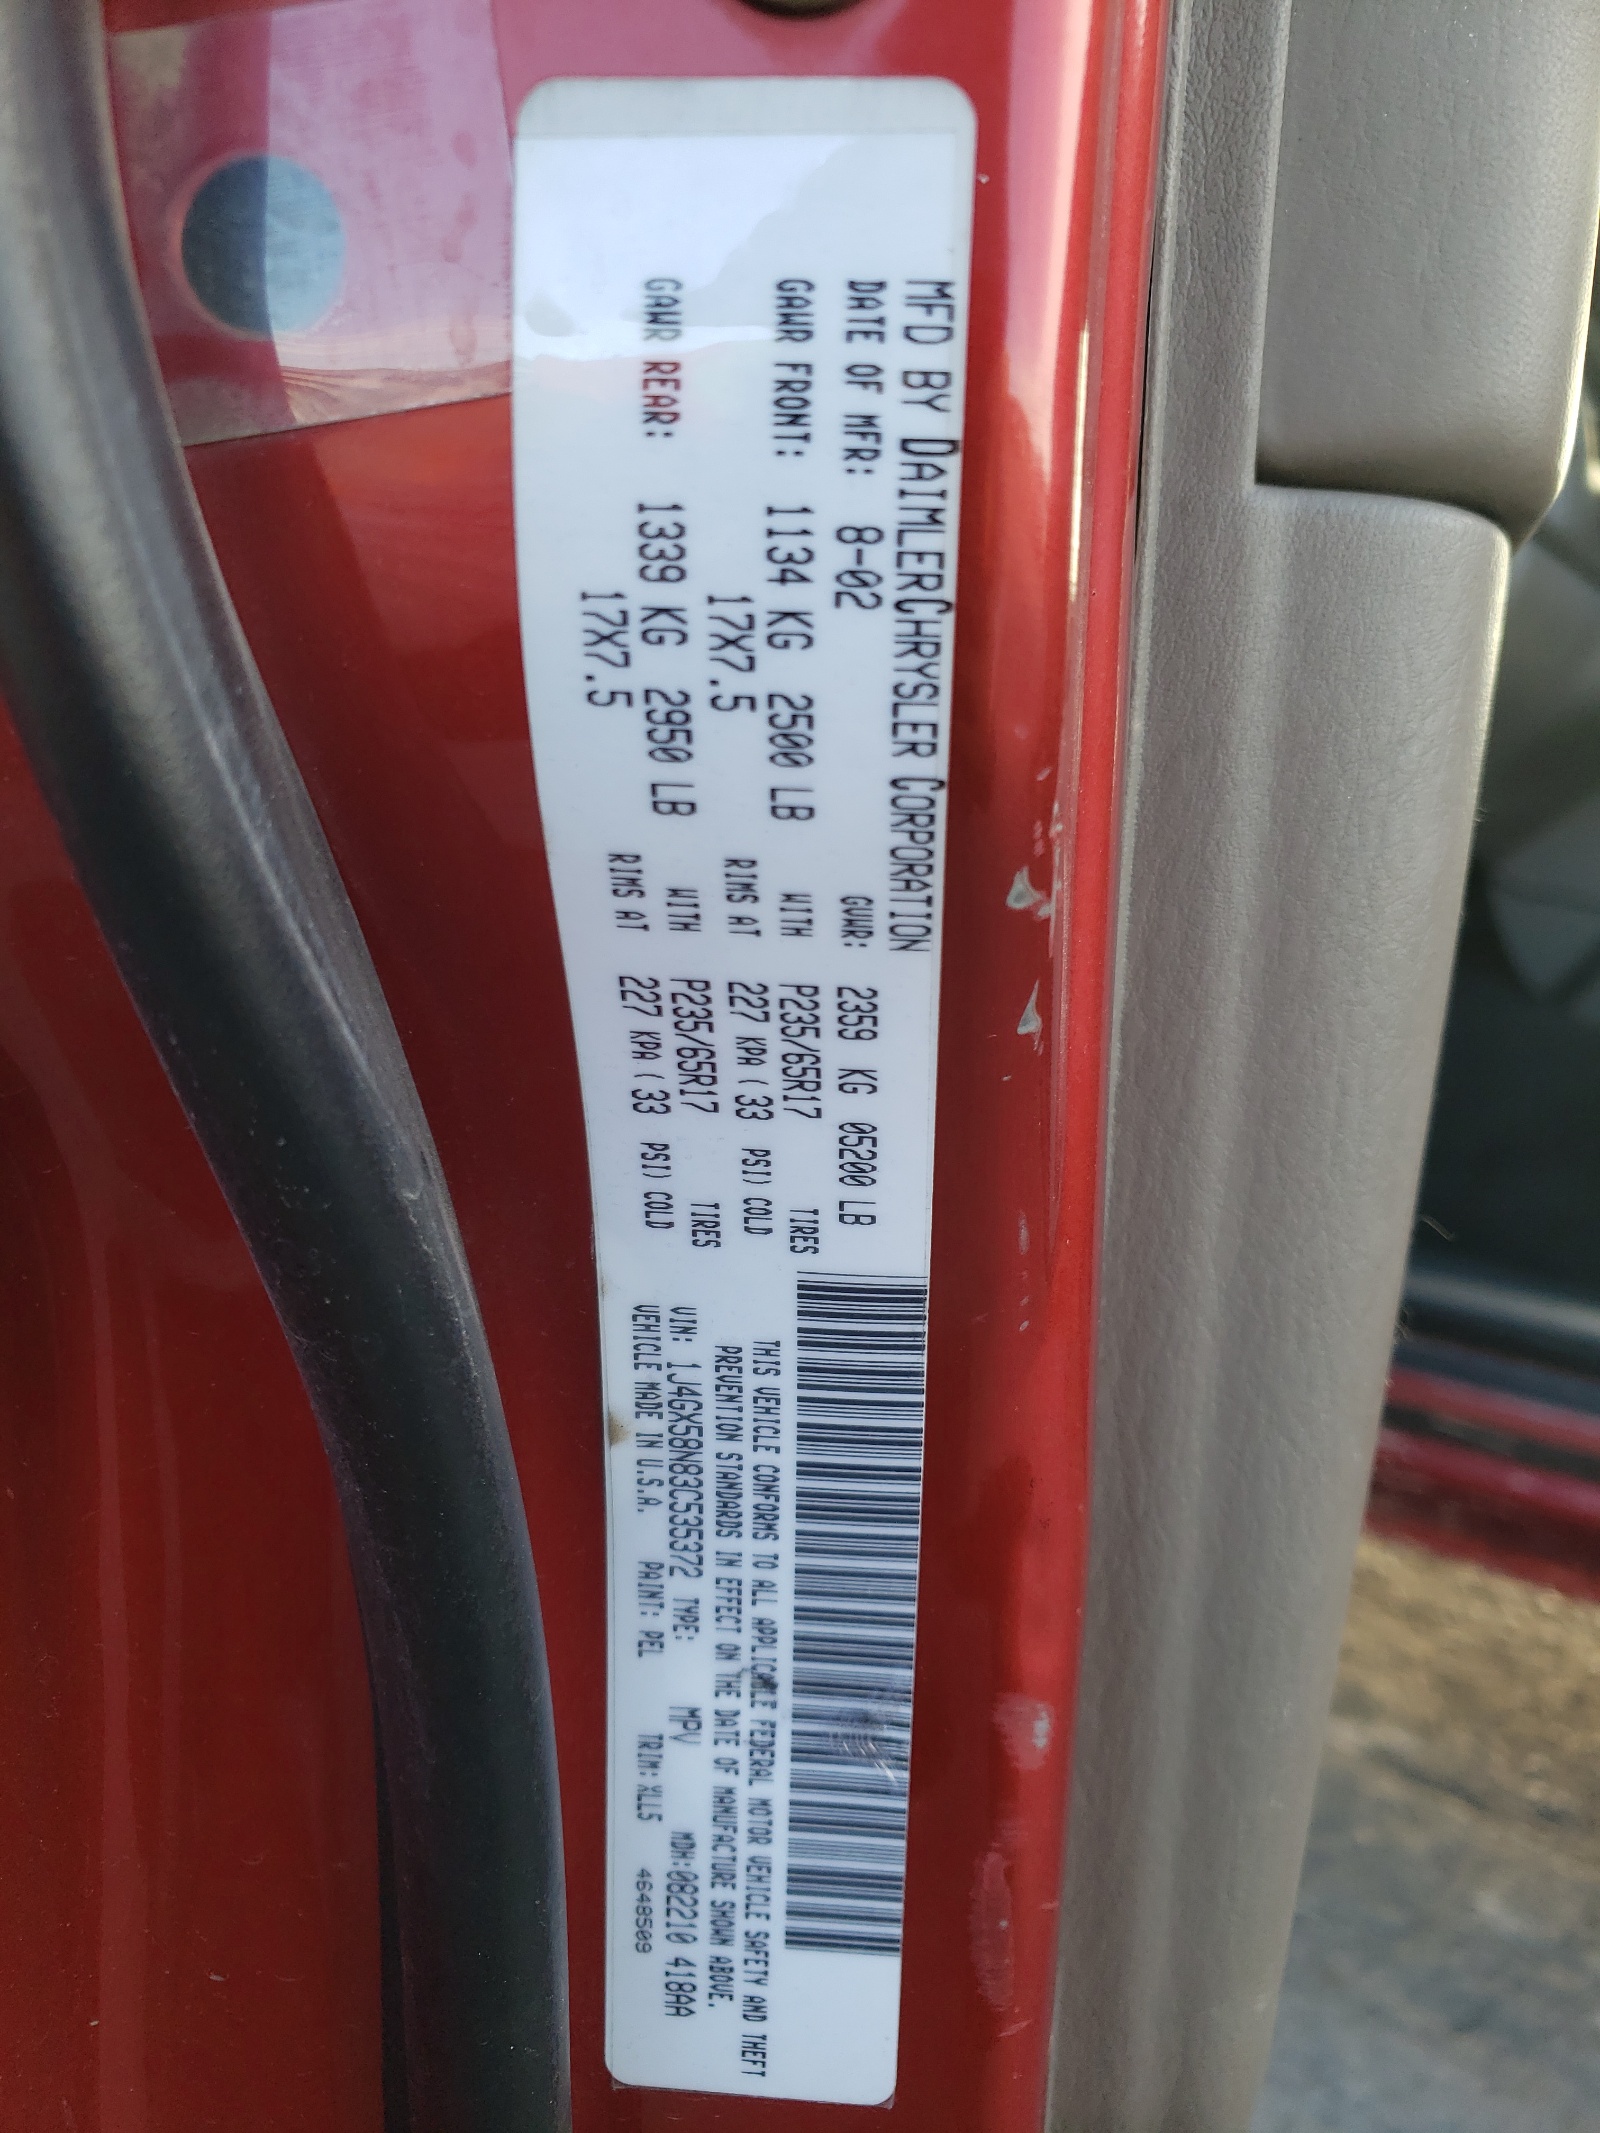 MFD BY DAIMLERCHRYSLER CORPORATION
DATE OF MFR: 8-02 GVWR: 2359 KG 05200 LB
GAWR FRONT: 1134 KG 2500 LB WITH P235/65R17 TIRES
17X7.5 RIMS AT 227 KPA ( 33 PSI) COLD
GAWR REAR: 1339 KG 2950 LB WITH P235/65R17 TIRES
17X7.5 RIMS AT 227 KPA ( 33 PSI) COLD
THIS VEHICLE CONFORMS TO ALL APPLICABLE FEDERAL MOTOR VEHICLE SAFETY AND THEFT
PREVENTION STANDARDS IN EFFECT ON THE DATE OF MANUFACTURE SHOWN ABOVE.
VIN: 1J4GX58N83C535372 TYPE: MPV MDH:082210 418AA
VEHICLE MADE IN U.S.A. PAINT: PEL TRIM: XLL5 4648509